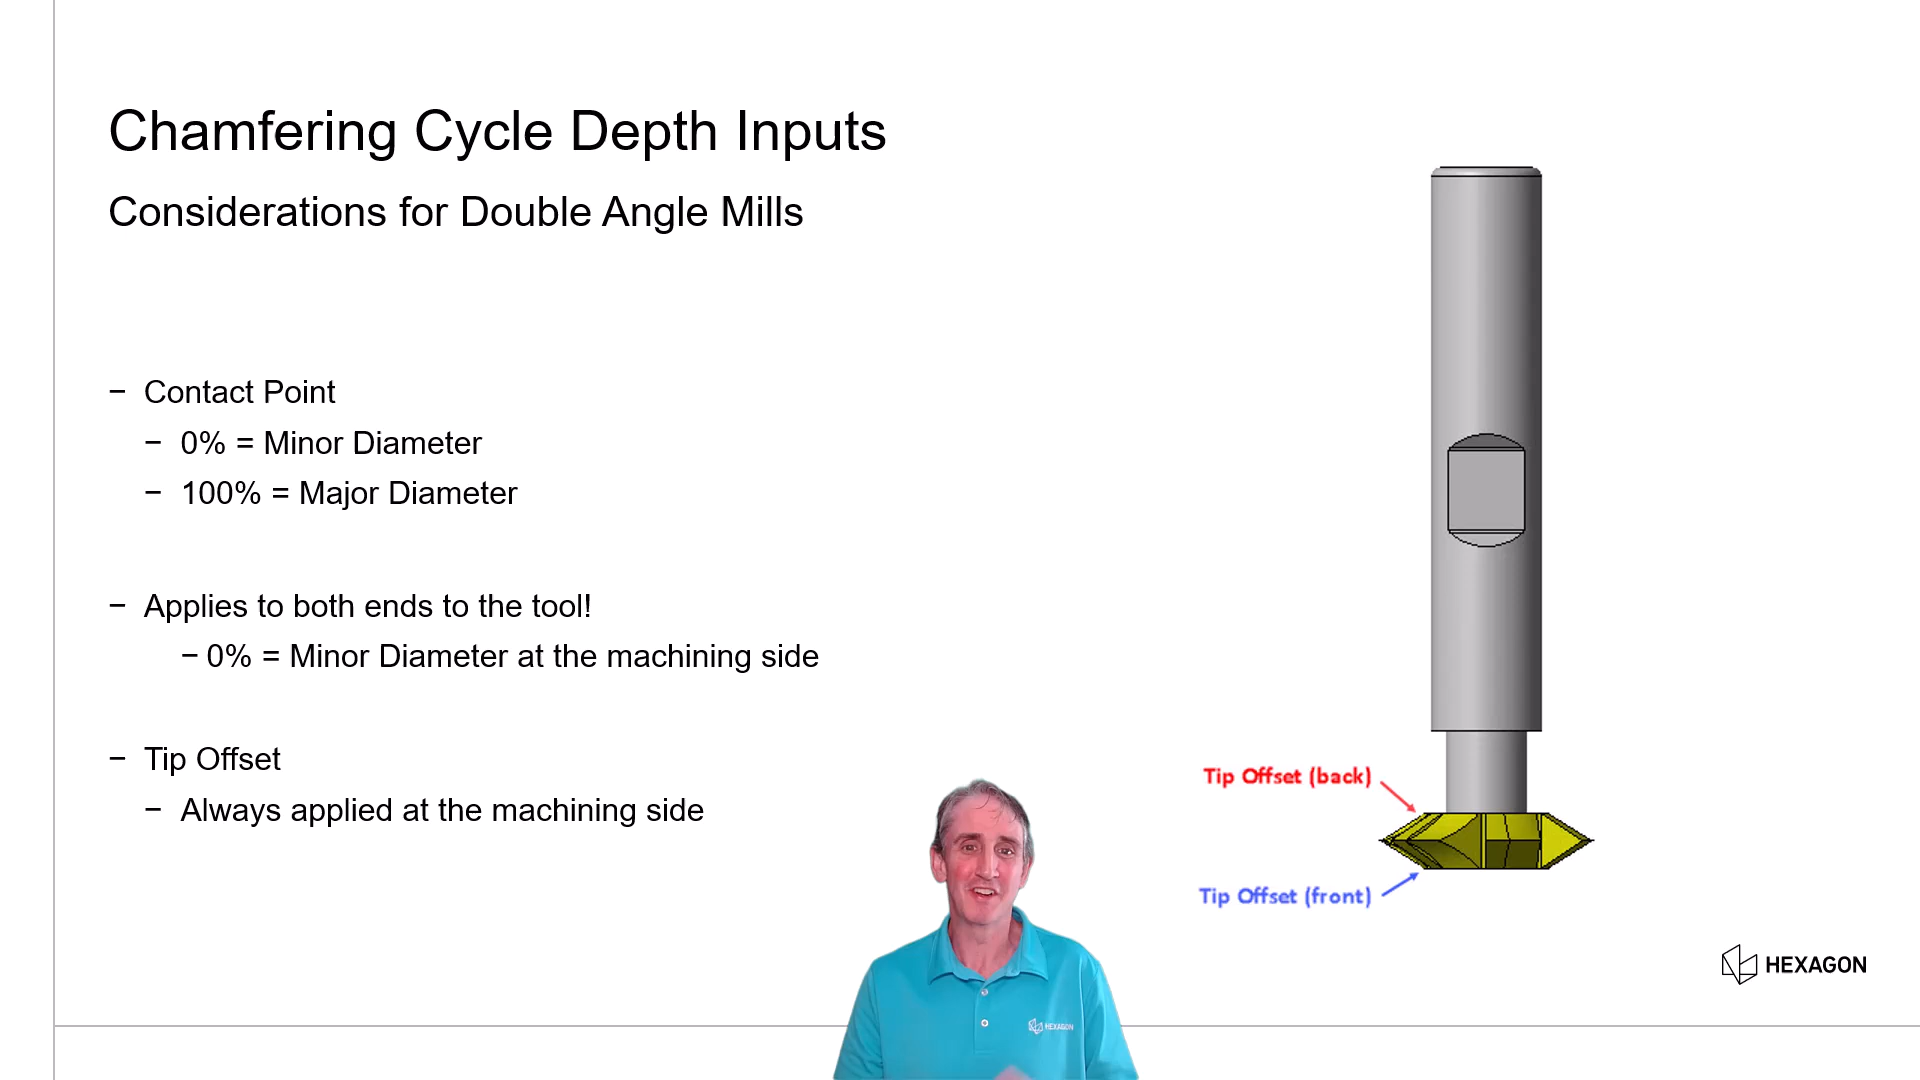 Chamfering Cycle Depth Inputs
Considerations for Double Angle Mills
− Contact Point
− 0% = Minor Diameter
− 100% = Major Diameter
− Applies to both ends to the tool!
− 0% = Minor Diameter at the machining side
− Tip Offset
− Always applied at the machining side
Tip Offset (back)
Tip Offset (front)
HEXAGON
HEXAGON